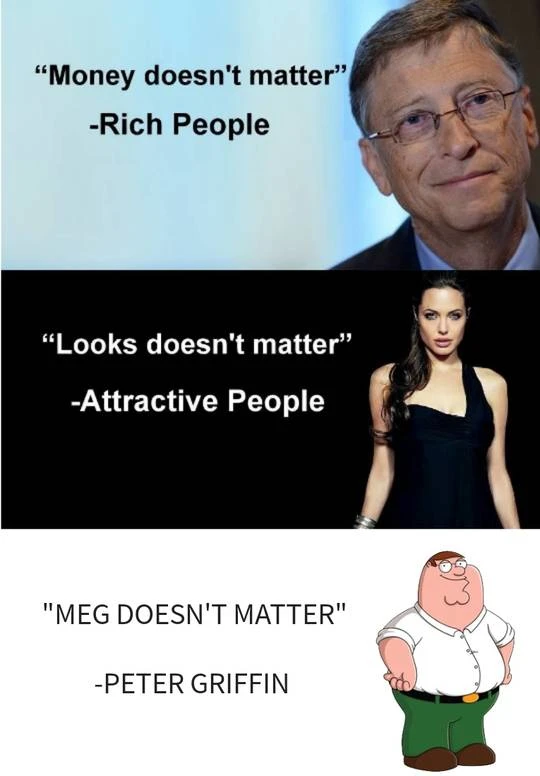 “Money doesn't matter”
-Rich People
“Looks doesn't matter”
-Attractive People
"MEG DOESN'T MATTER"
-PETER GRIFFIN